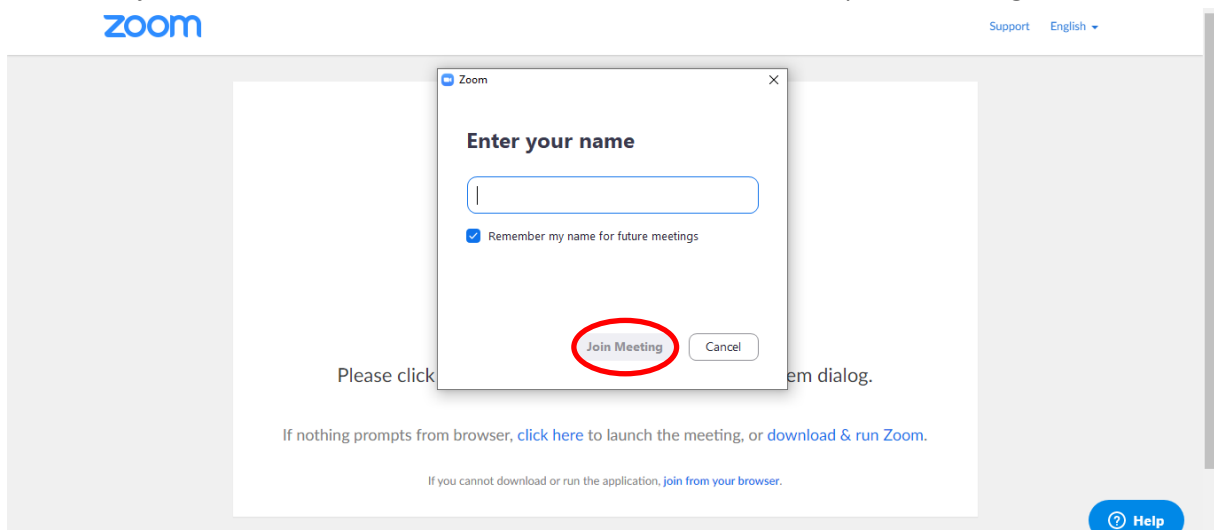 zoom
Support English
Zoom
Enter your name
Remember my name for future meetings
Join Meeting Cancel
Please click em dialog.
If nothing prompts from browser, click here to launch the meeting, or download & run Zoom.
If you cannot download or run the application, join from your browser.
Help